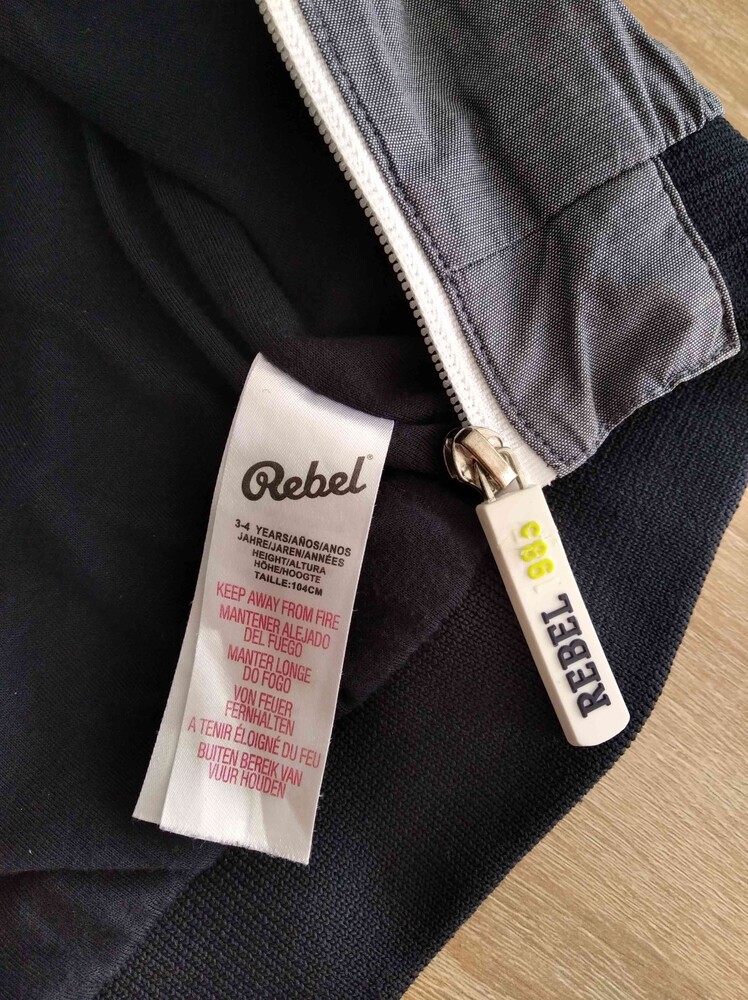 Rebel®
3-4 YEARS/AÑOS/ANOS
JAHRE/JAREN/ANNÉES
HEIGHT/ALTURA
HÖHE/HOOGTE
TAILLE:104CM
KEEP AWAY FROM FIRE
MANTENER ALEJADO
DEL FUEGO
MANTER LONGE
DO FOGO
VON FEUER
FERNHALTEN
A TENIR ÉLOIGNÉ DU FEU
BUITEN BEREIK VAN
VUUR HOUDEN
REBEL